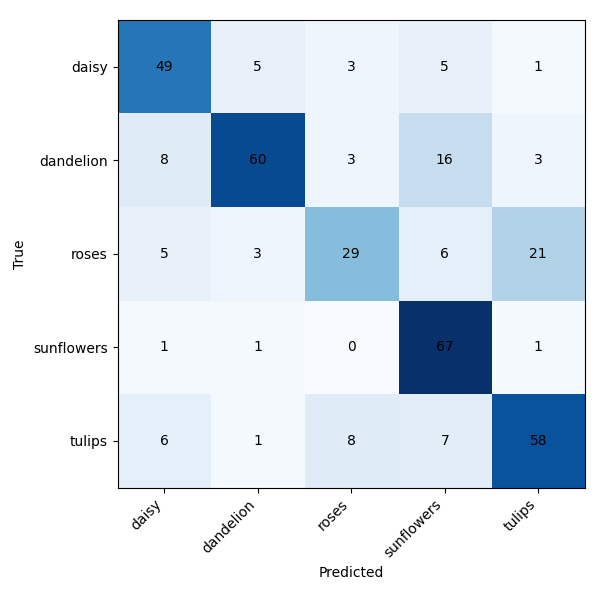 True
daisy 49 5 3 5 1
dandelion 8 60 3 16 3
roses 5 3 29 6 21
sunflowers 1 1 0 67 1
tulips 6 1 8 7 58
daisy dandelion roses sunflowers tulips
Predicted